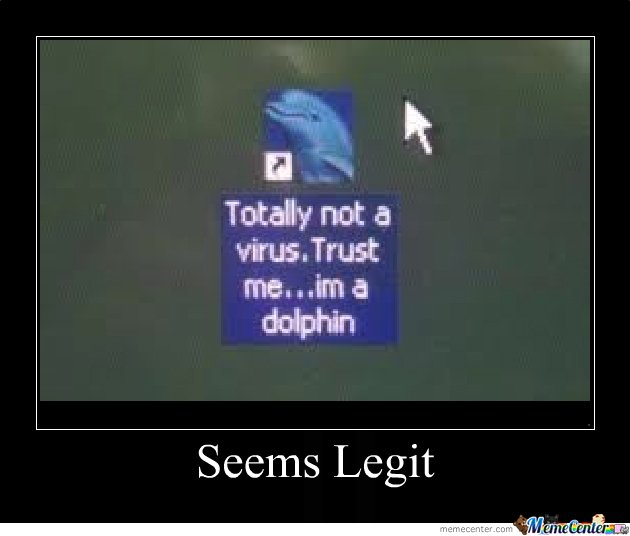 Totally not a
virus.Trust
me...im a
dolphin
Seems Legit
memecenter.com MemeCenter